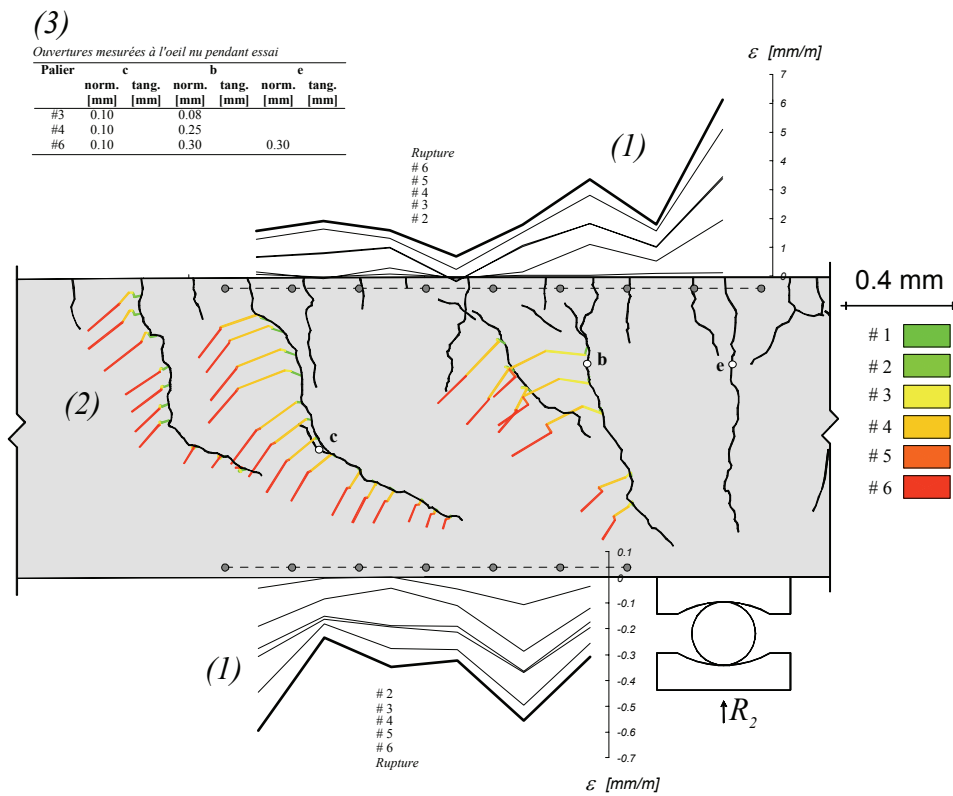 (3)
Ouvertures mesurées à l'oeil nu pendant essai
Palier c b e
norm. tang. norm. tang. norm. tang.
[mm] [mm] [mm] [mm] [mm] [mm]
#3 0.10 0.08
#4 0.10 0.25
#6 0.10 0.30 0.30
ε [mm/m]
7
6
5
4
3
2
1
0
(1)
Rupture
# 6
# 5
# 4
# 3
# 2
0.4 mm
# 1
# 2
# 3
# 4
# 5
# 6
(2)
b
e
c
0.1
0
-0.1
-0.2
-0.3
-0.4
-0.5
-0.6
-0.7
(1)
# 2
# 3
# 4
# 5
# 6
Rupture
R2
ε [mm/m]